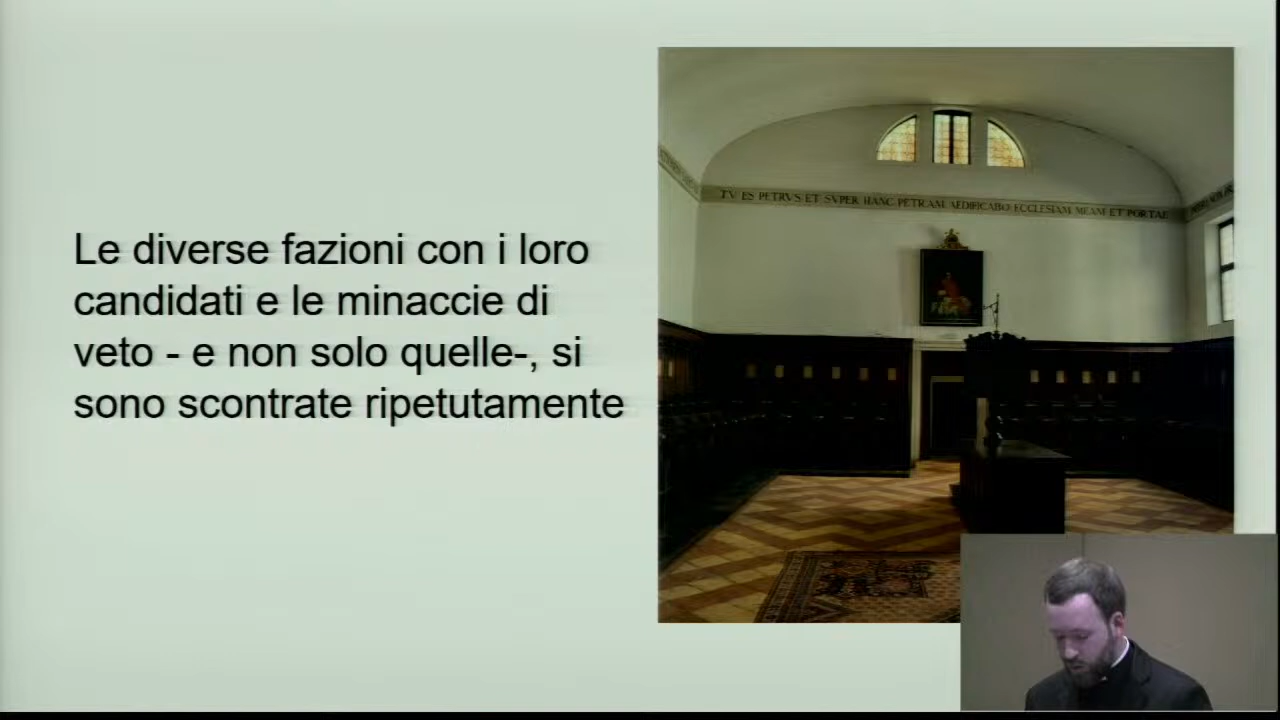 Le diverse fazioni con i loro
candidati e le minaccie di
veto - e non solo quelle-, si
sono scontrate ripetutamente
TV ES PETRVS ET SVPER HANC PETRAM AEDIFICABO ECCLESIAM MEAM ET PORTAE